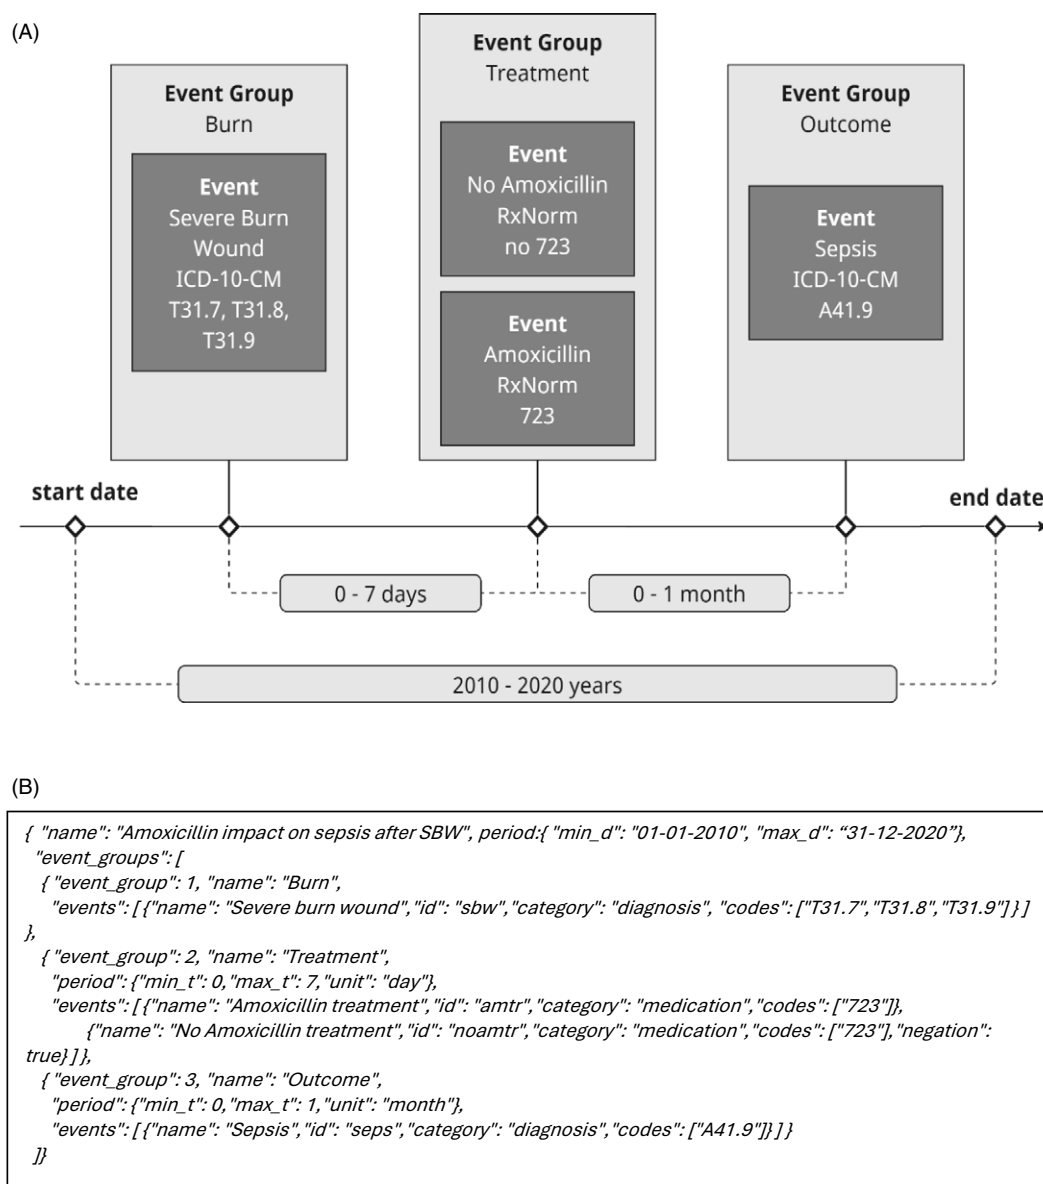 (A)
Event Group
Burn
Event
Severe Burn
Wound
ICD-10-CM
T31.7, T31.8,
T31.9
Event Group
Treatment
Event
No Amoxicillin
RxNorm
no 723
Event
Amoxicillin
RxNorm
723
Event Group
Outcome
Event
Sepsis
ICD-10-CM
A41.9
start date
end date
0 - 7 days
0 - 1 month
2010 - 2020 years
(B)
{ "name": "Amoxicillin impact on sepsis after SBW", period:{ "min_d": "01-01-2010", "max_d": “31-12-2020”},
"event_groups": [
{ "event_group": 1, "name": "Burn",
"events": [ {"name": "Severe burn wound","id": "sbw","category": "diagnosis", "codes": ["T31.7","T31.8","T31.9"] } ]
},
{ "event_group": 2, "name": "Treatment",
"period": {"min_t": 0,"max_t": 7,"unit": "day"},
"events": [ {"name": "Amoxicillin treatment","id": "amtr","category": "medication","codes": ["723"]},
{"name": "No Amoxicillin treatment","id": "noamtr","category": "medication","codes": ["723"],"negation":
true} ] },
{ "event_group": 3, "name": "Outcome",
"period": {"min_t": 0,"max_t": 1,"unit": "month"},
"events": [ {"name": "Sepsis","id": "seps","category": "diagnosis","codes": ["A41.9"]} ] }
]}